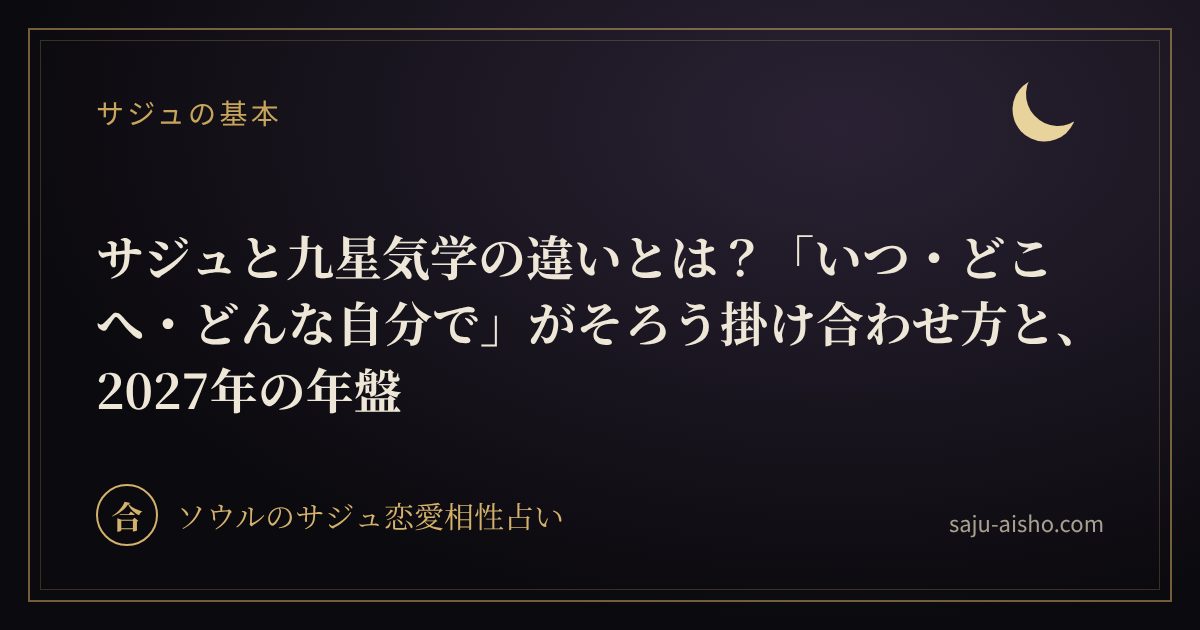 サジュの基本
サジュと九星気学の違いとは？「いつ・どこ
へ・どんな自分で」がそろう掛け合わせ方と、
2027年の年盤
合 ソウルのサジュ恋愛相性占い
saju-aisho.com